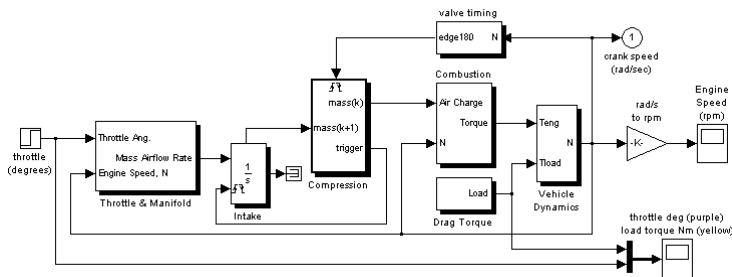 valve timing
edge180 N
1
crank speed
(rad/sec)
Combustion
Engine
Speed
(rpm)
mass(k)
Air Charge
rad/s
to rpm
Throttle Ang.
mass(k+1)
Torque
Teng
throttle
(degrees)
Mass Airflow Rate
trigger
N
N
-K-
Engine Speed, N
1
s
Compression
Tload
Throttle & Manifold
Intake
Load
Drag Torque
Vehicle
Dynamics
throttle deg (purple)
load torque Nm (yellow)